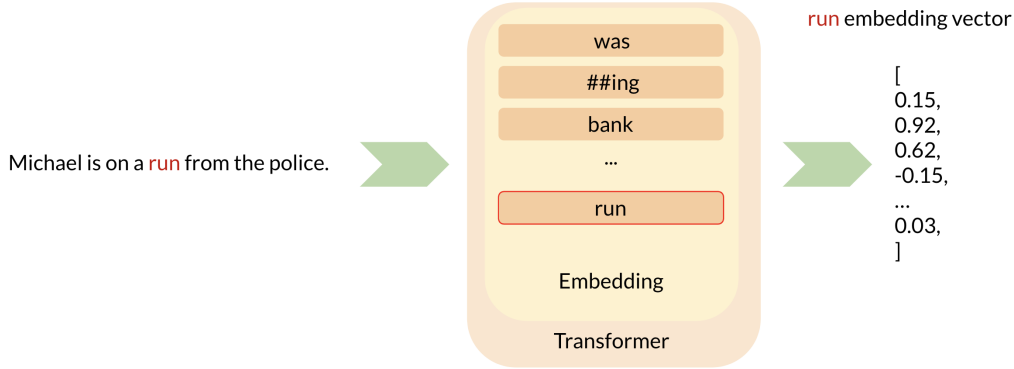 Michael is on a run from the police.
was
##ing
bank
...
run
Embedding
Transformer
run embedding vector
[
0.15,
0.92,
0.62,
-0.15,
...
0.03,
]